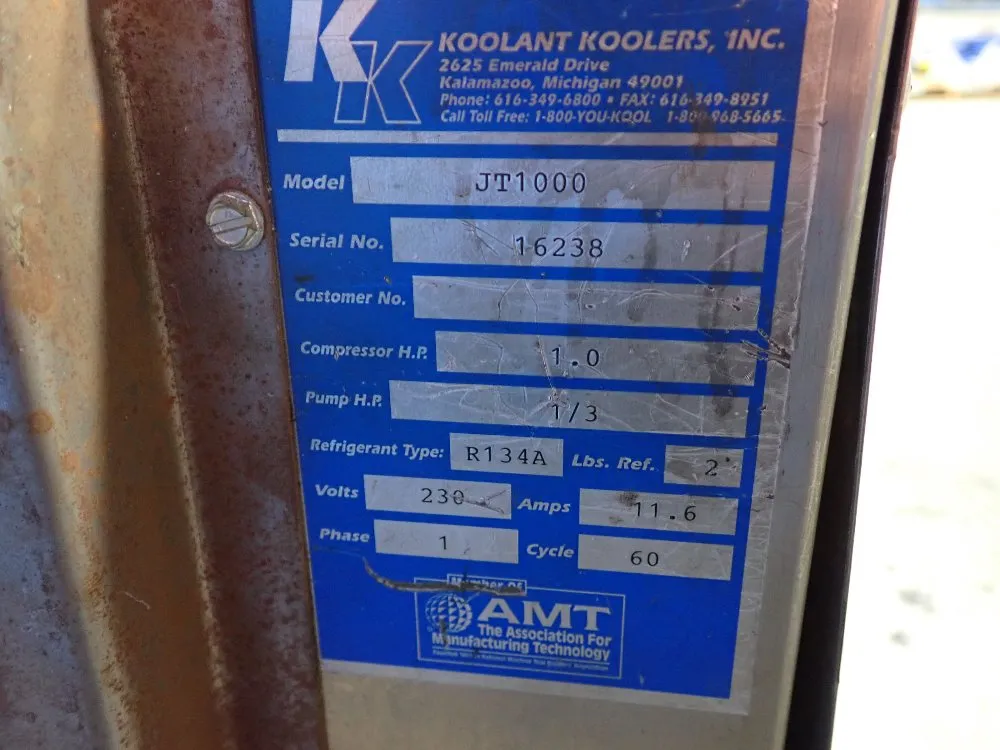 KK
KOOLANT KOOLERS, INC.
2625 Emerald Drive
Kalamazoo, Michigan 49001
Phone: 616-349-6800 • FAX: 616-349-8951
Call Toll Free: 1-800-YOU-KOOL 1-800-968-5665
Model JT1000
Serial No. 16238
Customer No.
Compressor H.P. 1.0
Pump H.P. 1/3
Refrigerant Type: R134A Lbs. Ref. 2
Volts 230 Amps 11.6
Phase 1 Cycle 60
Member of
AMT
The Association For
Manufacturing Technology